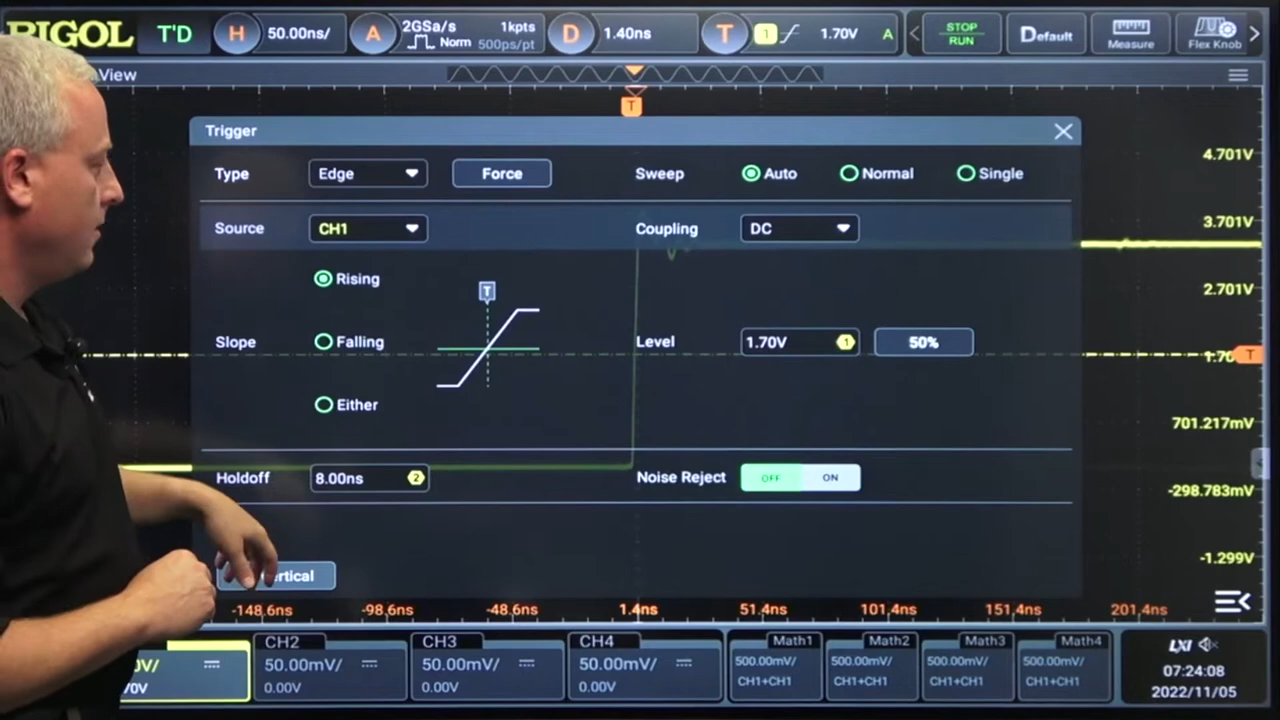 RIGOL T'D H 50.00ns/ A 2GSa/s Norm 1kpts 500ps/pt D 1.40ns T 1 1.70V A STOP RUN Default Measure Flex Knob
View
T
Trigger
Type Edge Force Sweep Auto Normal Single
Source CH1 Coupling DC
Rising
T
Slope Falling Level 1.70V 1 50%
Either
Holdoff 8.00ns 2 Noise Reject OFF ON
4.701V
3.701V
2.701V
T
701.217mV
-298.783mV
-1.299V
-148.6ns -98.6ns -48.6ns 1.4ns 51.4ns 101.4ns 151.4ns 201.4ns
CH2 CH3 CH4 Math1 Math2 Math3 Math4
50.00mV/ 50.00mV/ 50.00mV/ 500.00mV/ 500.00mV/ 500.00mV/ 500.00mV/
0.00V 0.00V 0.00V CH1+CH1 CH1+CH1 CH1+CH1 CH1+CH1
LXI
07:24:08
2022/11/05